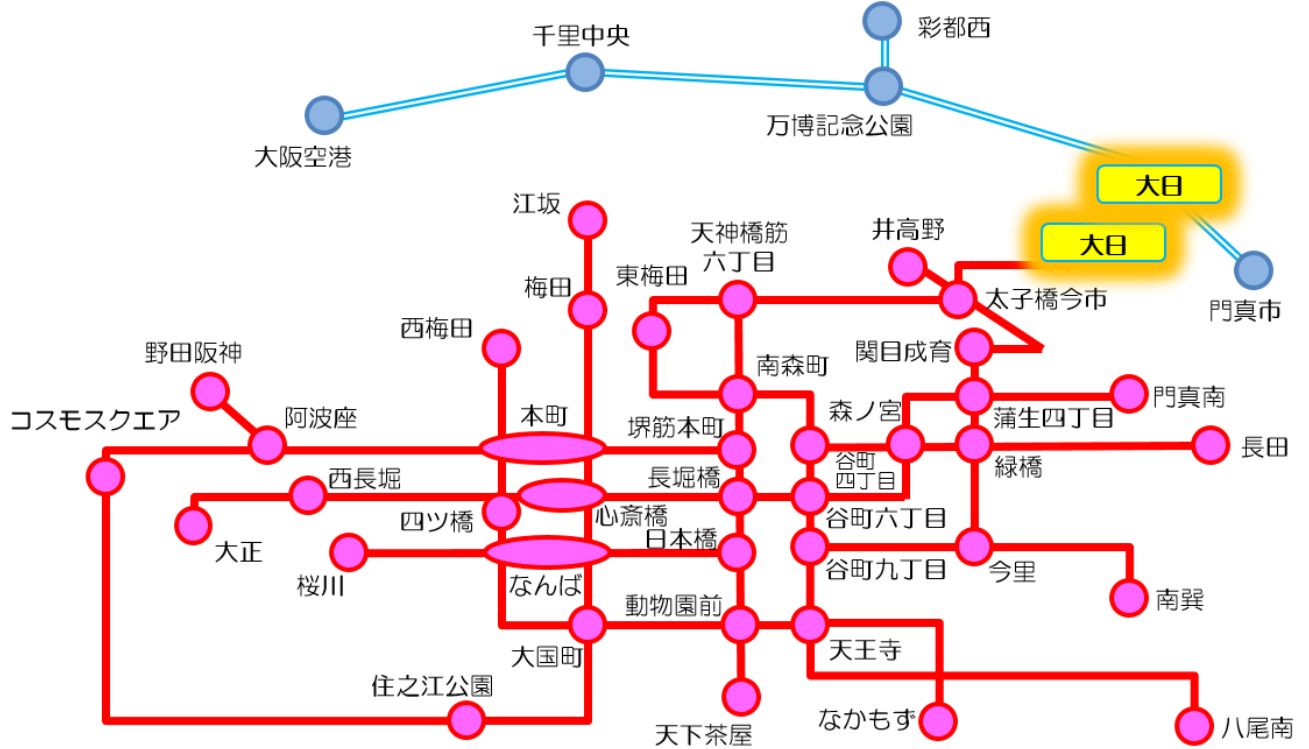 彩都西
千里中央
万博記念公園
大阪空港
大日
江坂
天神橋筋
六丁目
井高野
大日
東梅田
梅田
太子橋今市
門真市
西梅田
野田阪神
南森町
関目成育
コスモスクエア
阿波座
本町
堺筋本町
森ノ宮
蒲生四丁目
門真南
谷町
四丁目
緑橋
長田
西長堀
長堀橋
四ツ橋
心斎橋
谷町六丁目
大正
日本橋
桜川
なんば
谷町九丁目
今里
南巽
動物園前
大国町
天王寺
住之江公園
天下茶屋
なかもず
八尾南